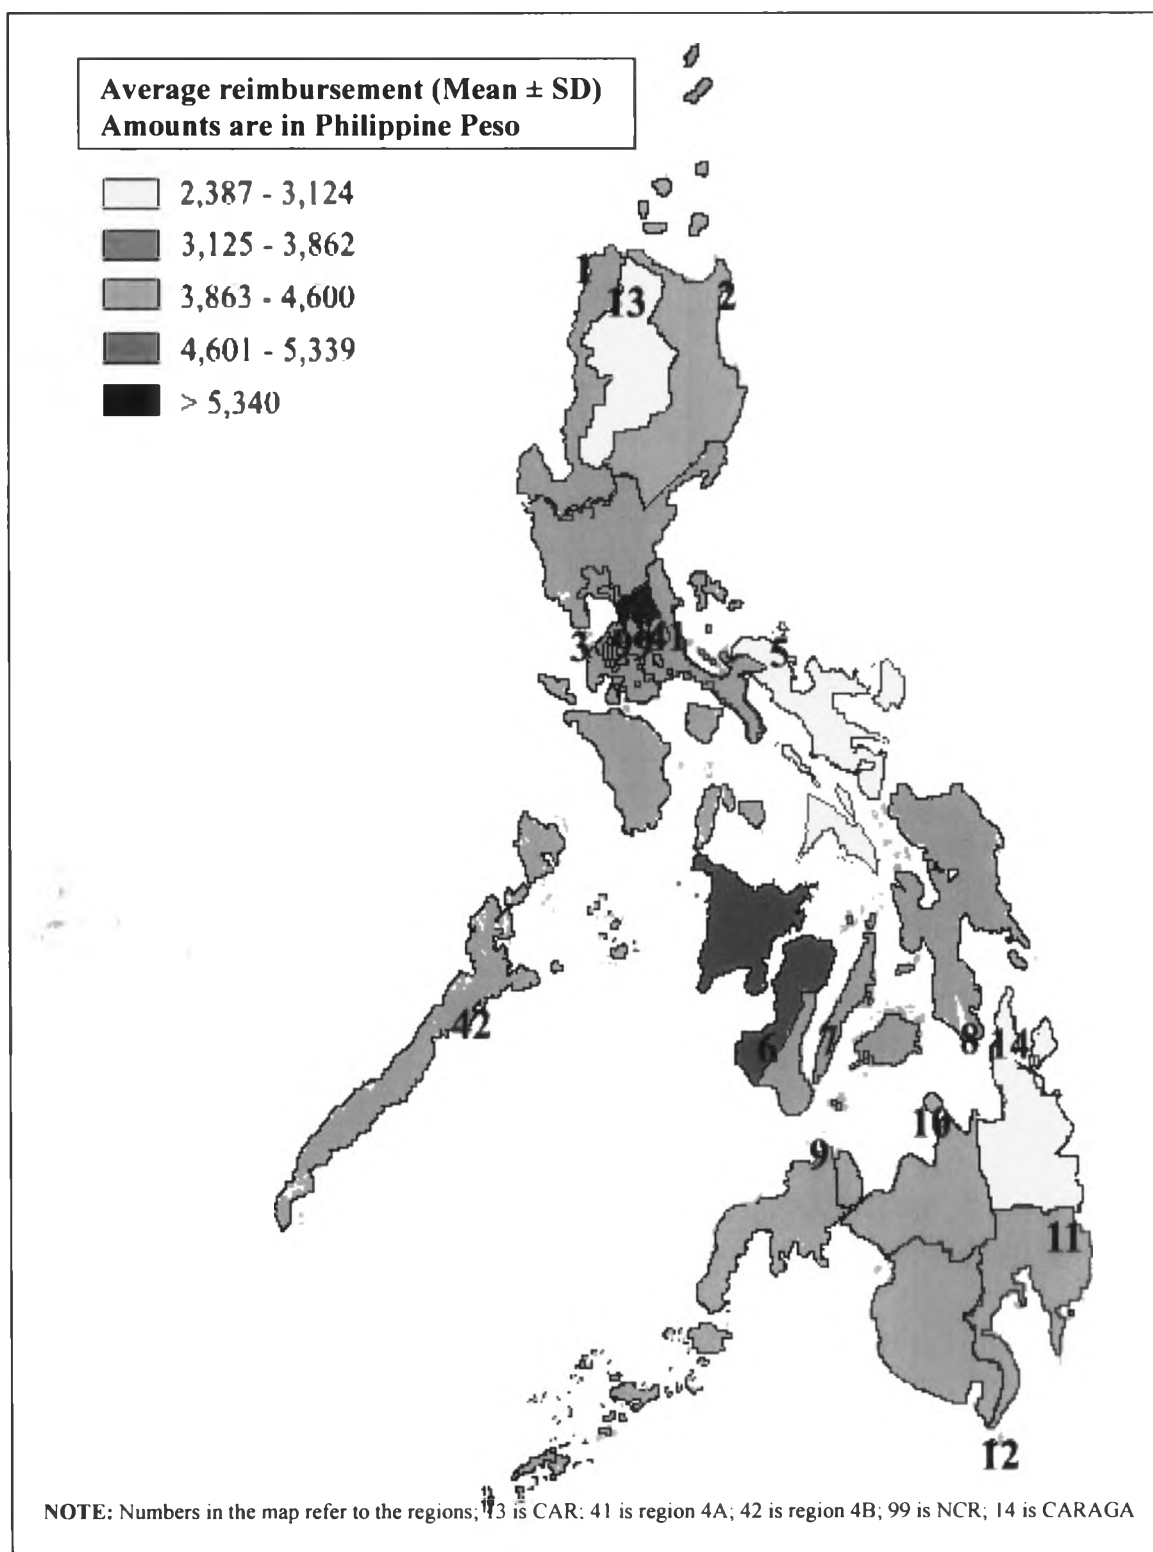 Average reimbursement (Mean ± SD)
Amounts are in Philippine Peso
2,387 - 3,124
3,125 - 3,862
3,863 - 4,600
4,601 - 5,339
> 5,340
1
13
2
3
99
41
5
42
6
7
8
14
10
9
11
12
NOTE: Numbers in the map refer to the regions; 13 is CAR; 41 is region 4A; 42 is region 4B; 99 is NCR; 14 is CARAGA